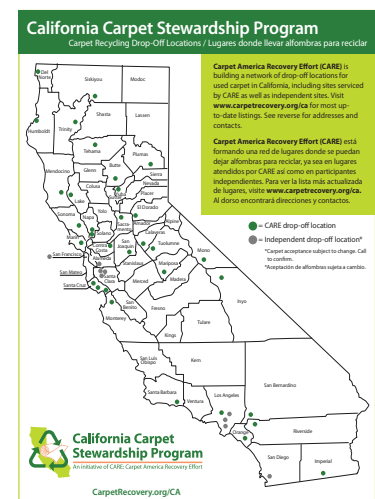 California Carpet Stewardship Program
Carpet Recycling Drop-Off Locations / Lugares donde llevar alfombras para reciclar
Carpet America Recovery Effort (CARE) is
building a network of drop-off locations for
used carpet in California, including sites serviced
by CARE as well as independent sites. Visit
www.carpetrecovery.org/ca for most up-
to-date listings. See reverse for addresses and
contacts.
Carpet America Recovery Effort (CARE) está
formando una red de lugares donde se puedan
dejar alfombras para reciclar, ya sea en lugares
atendidos por CARE así como en participantes
independientes. Para ver la lista más actualizada
de lugares, visite www.carpetrecovery.org/ca.
Al dorso encontrará direcciones y contactos.
= CARE drop-off location
= Independent drop-off location*
*Carpet acceptance subject to change. Call
to confirm.
*Aceptación de alfombras sujeta a cambio.
Del
Norte
Siskiyou
Modoc
Humboldt
Trinity
Shasta
Lassen
Tehama
Plumas
Mendocino
Glenn
Butte
Sierra
Nevada
Placer
Colusa
Lake
Yuba
Sonoma
Napa
Yolo
El Dorado
Sacra-
mento
Amador
Alpine
Marin
Solano
Calaveras
San Francisco
Contra
Costa
San
Joaquin
Tuolumne
Mono
Alameda
San Mateo
Santa
Clara
Stanislaus
Mariposa
Santa Cruz
Merced
Madera
San
Benito
Fresno
Inyo
Monterey
Tulare
Kings
San Luis
Obispo
Kern
San Bernardino
Santa Barbara
Ventura
Los Angeles
Orange
Riverside
San Diego
Imperial
California Carpet
Stewardship Program
An initiative of CARE: Carpet America Recovery Effort
CarpetRecovery.org/CA